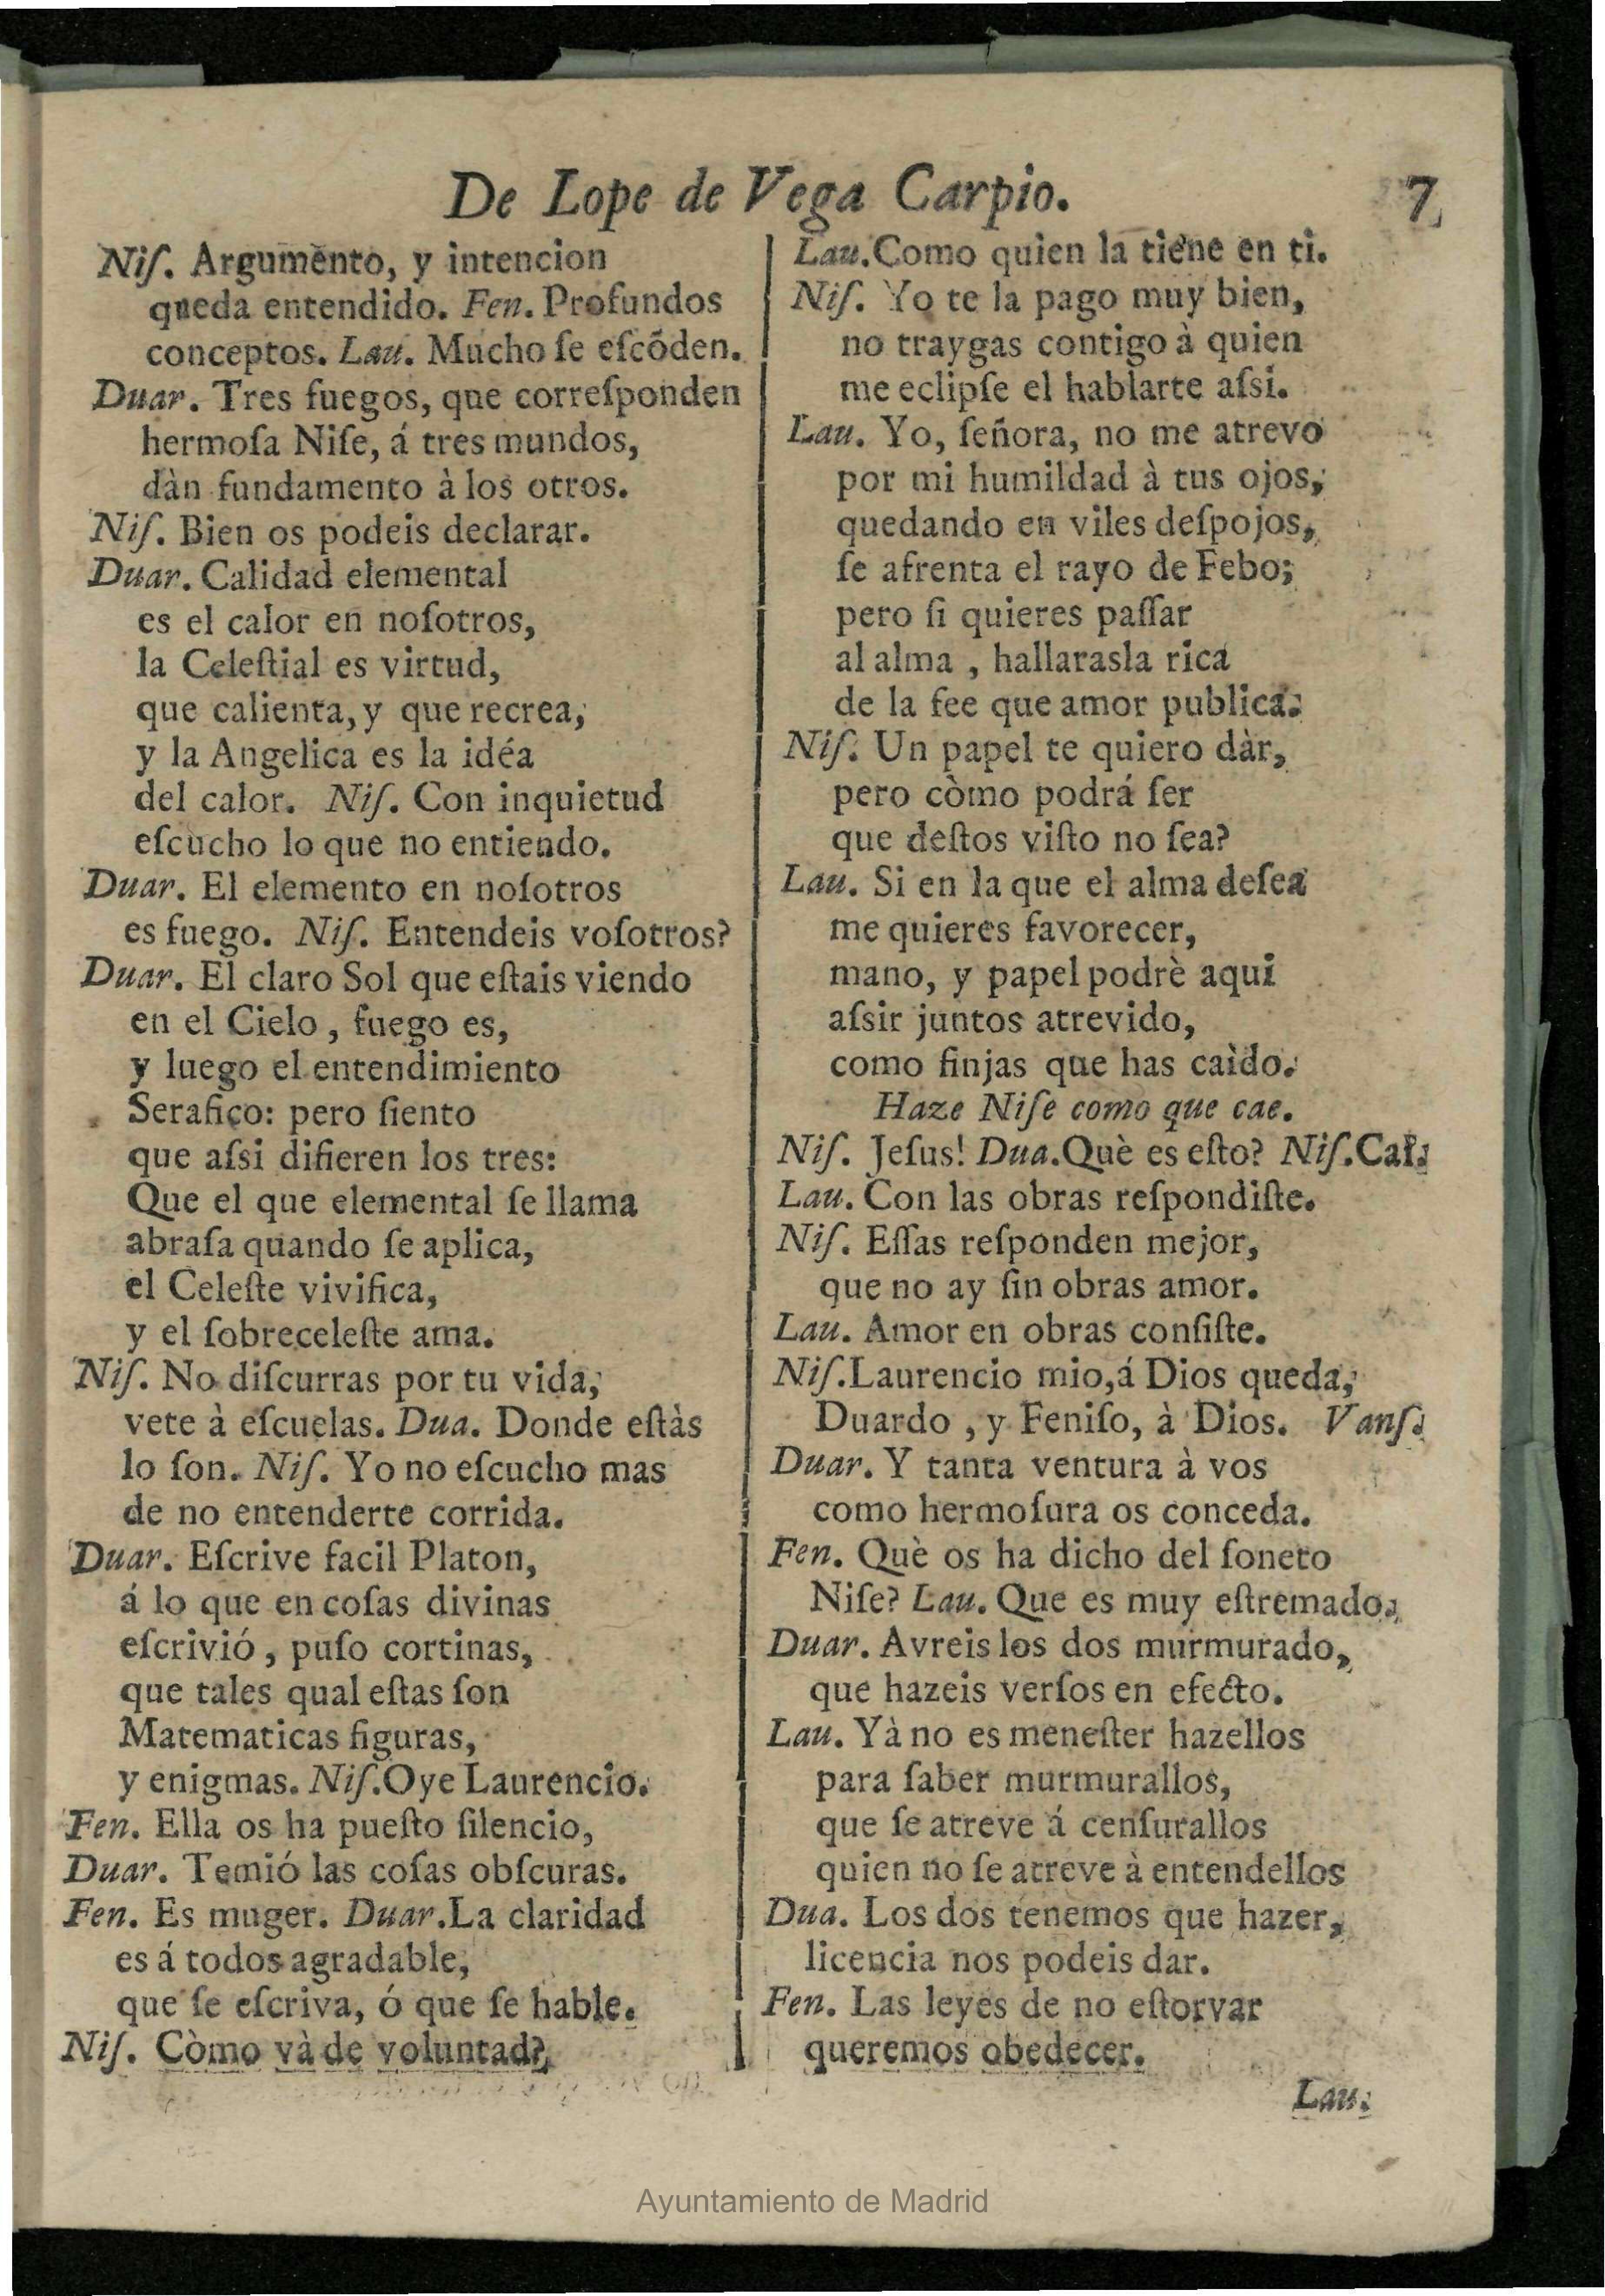 De Lope de Vega Carpio. 7
Niſ. Argumẽnto, y intencion
queda entendido. Fen. Profundos
conceptos. Lau. Mucho ſe eſcõden.
Duar. Tres fuegos, que correſponden
hermoſa Niſe, á tres mundos,
dàn fundamento à los otros.
Niſ. Bien os podeis declarar.
Duar. Calidad elemental
es el calor en noſotros,
la Celeſtial es virtud,
que calienta, y que recrea,
y la Angelica es la idéa
del calor. Niſ. Con inquietud
eſcucho lo que no entiendo.
Duar. El elemento en noſotros
es fuego. Niſ. Entendeis voſotros?
Duar. El claro Sol que eſtais viendo
en el Cielo, fuego es,
y luego el entendimiento
Serafico: pero ſiento
que aſsi difieren los tres:
Que el que elemental ſe llama
abraſa quando ſe aplica,
el Celeſte vivifica,
y el ſobreceleſte ama.
Niſ. No diſcurras por tu vida,
vete à eſcuelas. Dua. Donde eſtàs
lo ſon. Niſ. Yo no eſcucho mas
de no entenderte corrida.
Duar. Eſcrive facil Platon,
á lo que en coſas divinas
eſcrivió, puſo cortinas,
que tales qual eſtas ſon
Matematicas figuras,
y enigmas. Niſ. Oye Laurencio.
Fen. Ella os ha pueſto ſilencio,
Duar. Temió las coſas obſcuras.
Fen. Es muger. Duar. La claridad
es á todos agradable,
que ſe eſcriva, ó que ſe hable.
Niſ. Còmo và de voluntad?
Lau. Como quien la tiene en ti.
Niſ. Yo te la pago muy bien,
no traygas contigo à quien
me eclipſe el hablarte aſsi.
Lau. Yo, ſeñora, no me atrevo
por mi humildad à tus ojos,
quedando en viles deſpojos,
ſe afrenta el rayo de Febo;
pero ſi quieres paſſar
al alma, hallarasla rica
de la fee que amor publica.
Niſ. Un papel te quiero dàr,
pero còmo podrá ſer
que deſtos viſto no ſea?
Lau. Si en la que el alma deſea
me quieres favorecer,
mano, y papel podrè aqui
aſsir juntos atrevido,
como finjas que has caìdo.
Haze Niſe como que cae.
Niſ. Jeſus! Dua. Què es eſto? Niſ. Caì.
Lau. Con las obras reſpondiſte.
Niſ. Eſſas reſponden mejor,
que no ay ſin obras amor.
Lau. Amor en obras conſiſte.
Niſ. Laurencio mio, á Dios queda,
Duardo, y Feniſo, à Dios. Vanſ.
Duar. Y tanta ventura à vos
como hermoſura os conceda.
Fen. Què os ha dicho del ſoneto
Niſe? Lau. Que es muy eſtremado.
Duar. Avreis los dos murmurado,
que hazeis verſos en efecto.
Lau. Yà no es meneſter hazellos
para ſaber murmurallos,
que ſe atreve á cenſurallos
quien no ſe atreve à entendellos
Dua. Los dos tenemos que hazer,
licencia nos podeis dar.
Fen. Las leyes de no eſtorvar
queremos obedecer.
Lau.
Ayuntamiento de Madrid